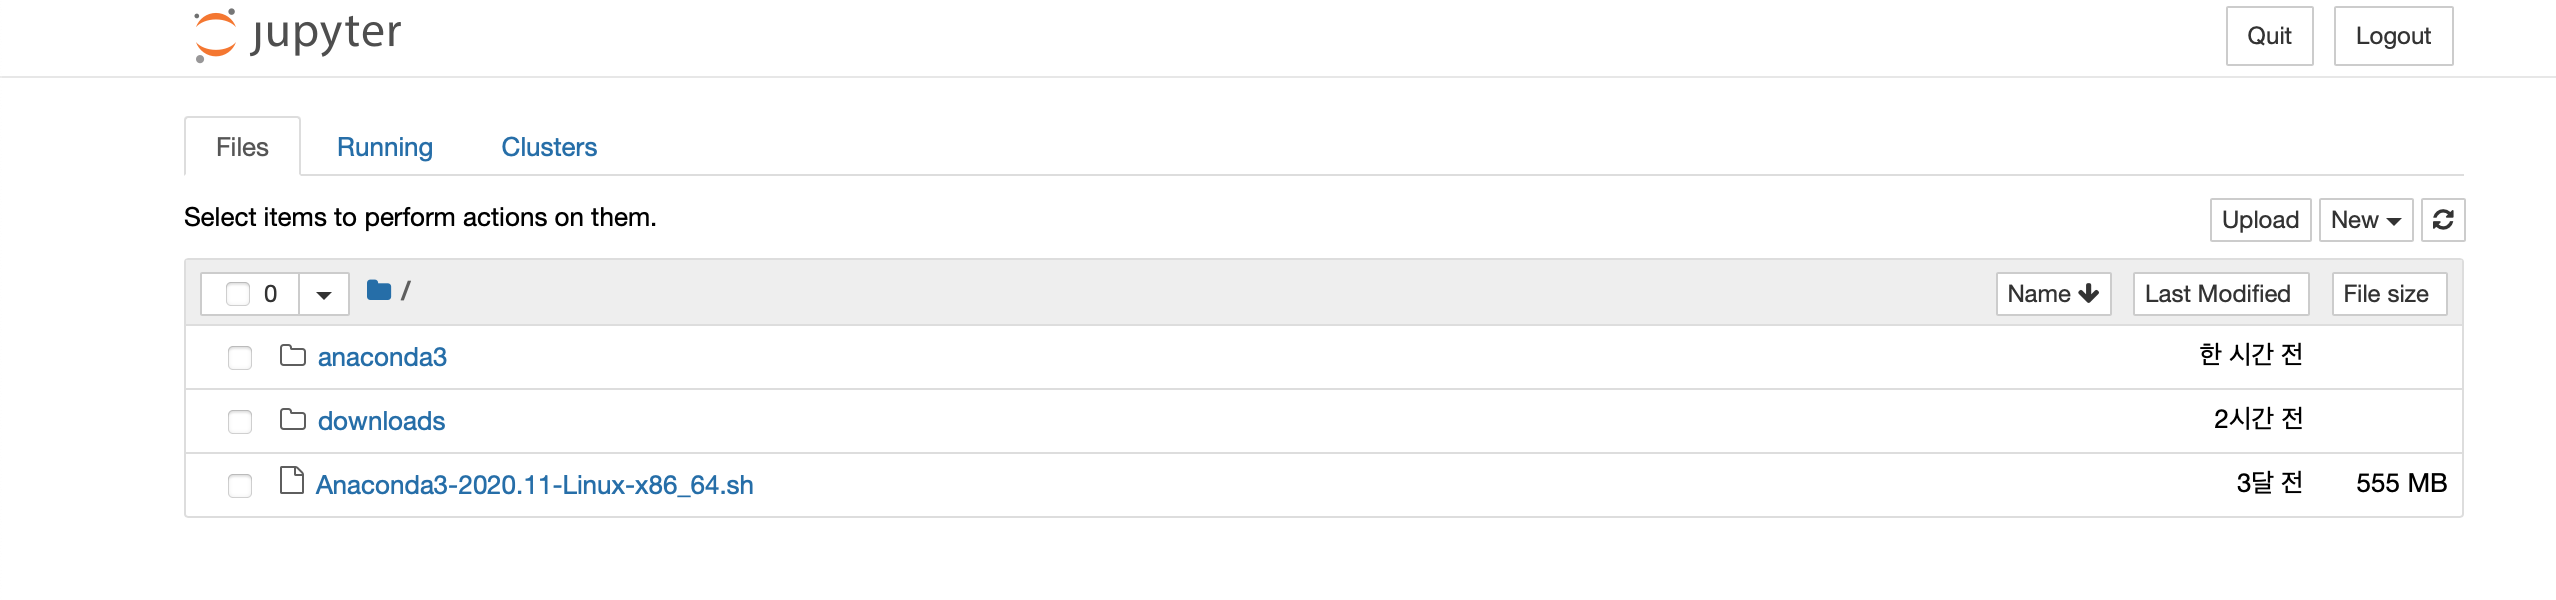 jupyter Quit Logout
Files Running Clusters
Select items to perform actions on them. Upload New
0 / Name Last Modified File size
anaconda3 한 시간 전
downloads 2시간 전
Anaconda3-2020.11-Linux-x86_64.sh 3달 전 555 MB